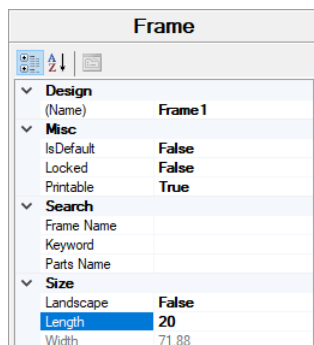 Frame
Design
(Name) Frame1
Misc
IsDefault False
Locked False
Printable True
Search
Frame Name
Keyword
Parts Name
Size
Landscape False
Length 20
Width 71.88